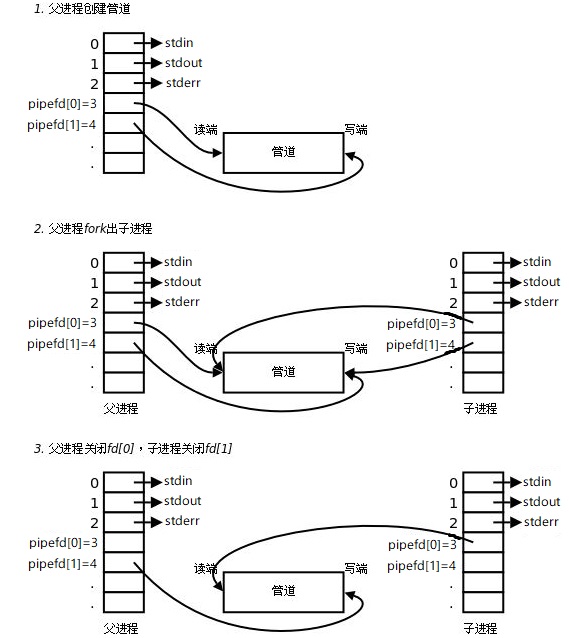 1. 父进程创建管道
0 stdin
1 stdout
2 stderr
pipefd[0]=3
pipefd[1]=4
.
.
读端 写端
管道
2. 父进程fork出子进程
0 stdin
1 stdout
2 stderr
pipefd[0]=3
pipefd[1]=4
.
.
父进程
读端 写端
管道
0 stdin
1 stdout
2 stderr
pipefd[0]=3
pipefd[1]=4
.
.
子进程
3. 父进程关闭fd[0]，子进程关闭fd[1]
0 stdin
1 stdout
2 stderr
pipefd[0]=3
pipefd[1]=4
.
.
父进程
读端 写端
管道
0 stdin
1 stdout
2 stderr
pipefd[0]=3
pipefd[1]=4
.
.
子进程